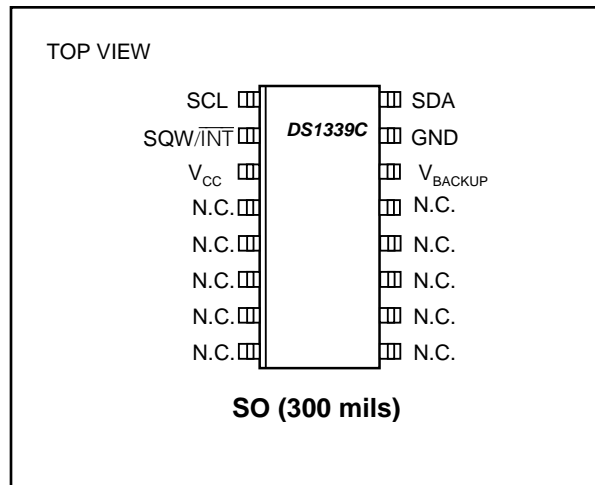 TOP VIEW
SCL DS1339C SDA
SQW/INT GND
VCC VBACKUP
N.C. N.C.
N.C. N.C.
N.C. N.C.
N.C. N.C.
N.C. N.C.
SO (300 mils)